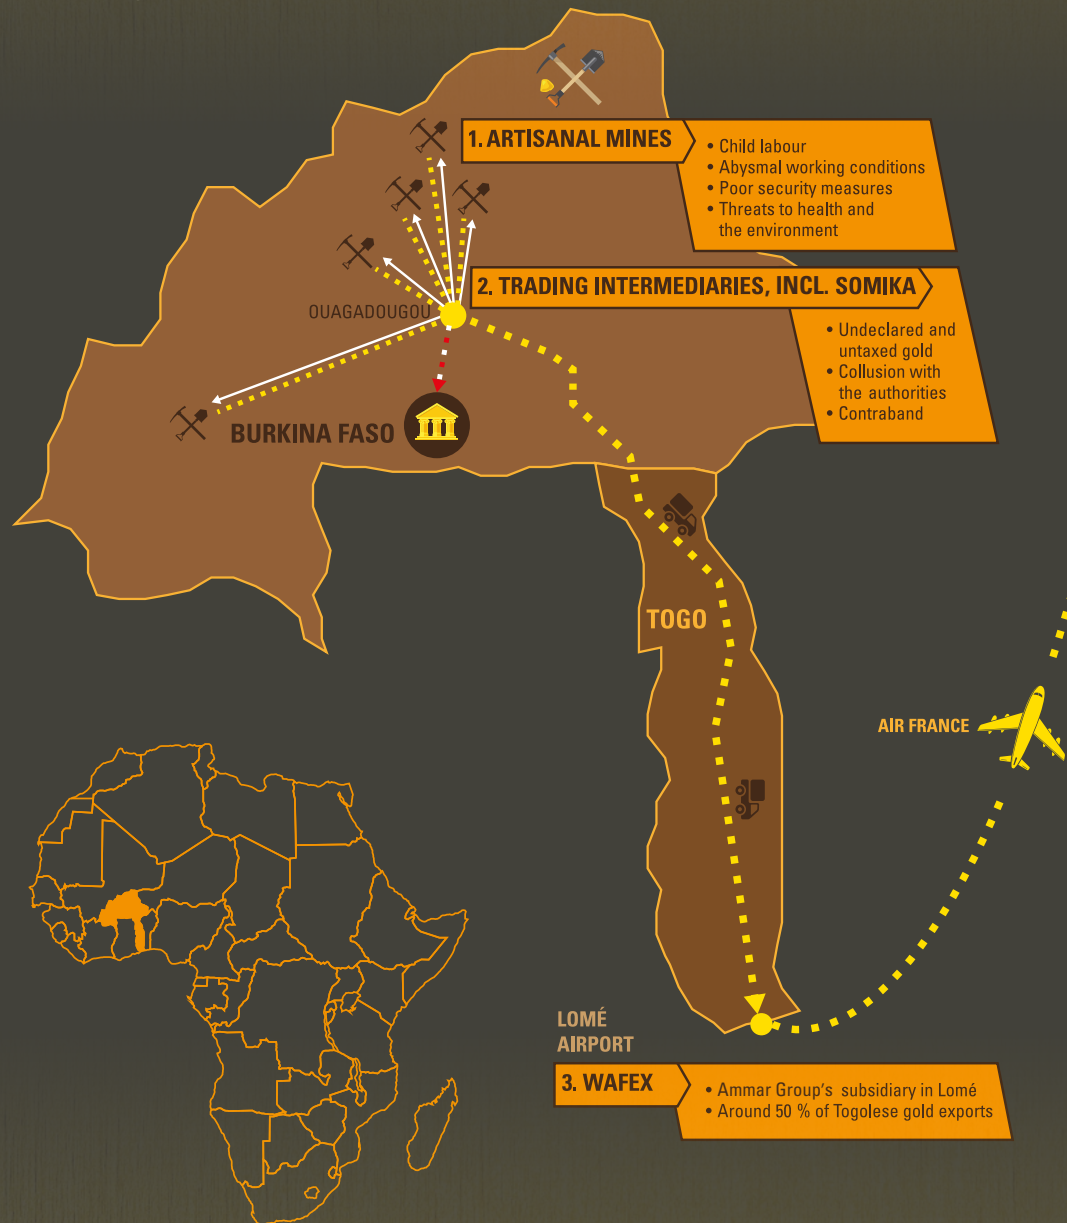 1. ARTISANAL MINES
• Child labour
• Abysmal working conditions
• Poor security measures
• Threats to health and
the environment
2. TRADING INTERMEDIARIES, INCL. SOMIKA
• Undeclared and
untaxed gold
• Collusion with
the authorities
• Contraband
OUAGADOUGOU
BURKINA FASO
TOGO
AIR FRANCE
LOMÉ
AIRPORT
3. WAFEX
• Ammar Group's subsidiary in Lomé
• Around 50 % of Togolese gold exports